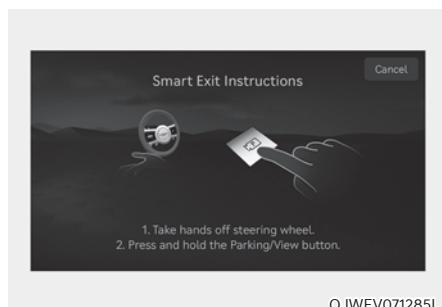 Smart Exit Instructions
Cancel
1. Take hands off steering wheel.
2. Press and hold the Parking/View button.
OJWEV071285L